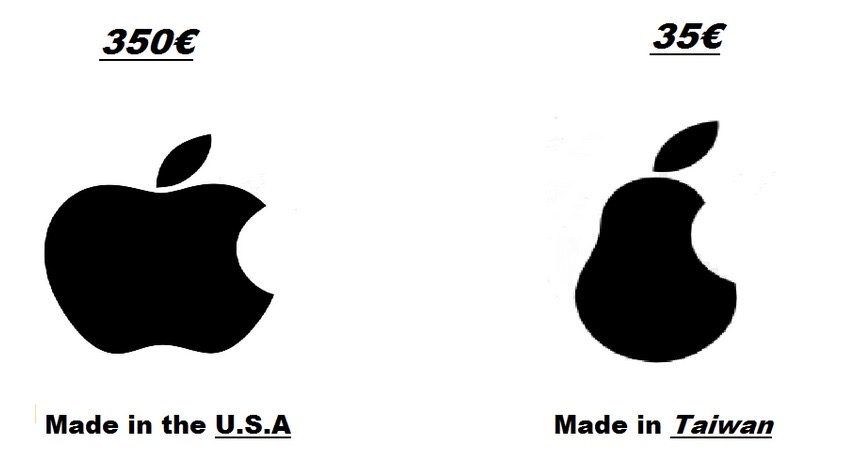 350€
35€
Made in the U.S.A
Made in Taiwan